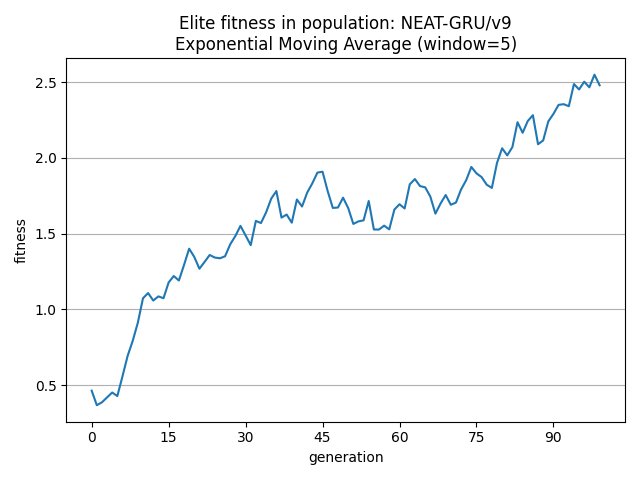 Elite fitness in population: NEAT-GRU/v9
Exponential Moving Average (window=5)
fitness
2.5
2.0
1.5
1.0
0.5
0 15 30 45 60 75 90
generation